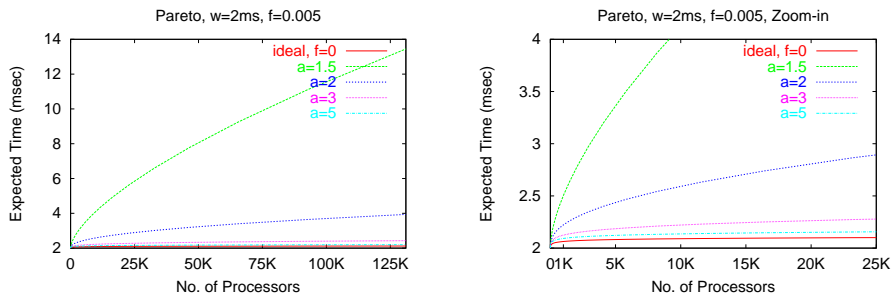 Pareto, w=2ms, f=0.005
14
12
10
8
6
4
2
Expected Time (msec)
ideal, f=0
a=1.5
a=2
a=3
a=5
0 25K 50K 75K 100K 125K
No. of Processors
Pareto, w=2ms, f=0.005, Zoom-in
4
3.5
3
2.5
2
Expected Time (msec)
ideal, f=0
a=1.5
a=2
a=3
a=5
01K 5K 10K 15K 20K 25K
No. of Processors